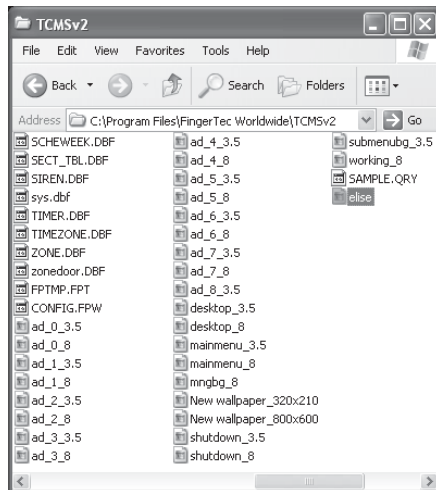 TCMSv2
File Edit View Favorites Tools Help
Back Search Folders
Address C:\Program Files\FingerTec Worldwide\TCMSv2 Go
SCHEWEEK.DBF
SECT_TBL.DBF
SIREN.DBF
sys.dbf
TIMER.DBF
TIMEZONE.DBF
ZONE.DBF
zonedoor.DBF
FPTMP.FPT
CONFIG.FPW
ad_0_3.5
ad_0_8
ad_1_3.5
ad_1_8
ad_2_3.5
ad_2_8
ad_3_3.5
ad_3_8
ad_4_3.5
ad_4_8
ad_5_3.5
ad_5_8
ad_6_3.5
ad_6_8
ad_7_3.5
ad_7_8
ad_8_3.5
desktop_3.5
desktop_8
mainmenu_3.5
mainmenu_8
mngbg_8
New wallpaper_320x210
New wallpaper_800x600
shutdown_3.5
shutdown_8
submenubg_3.5
working_8
SAMPLE.QRY
elise